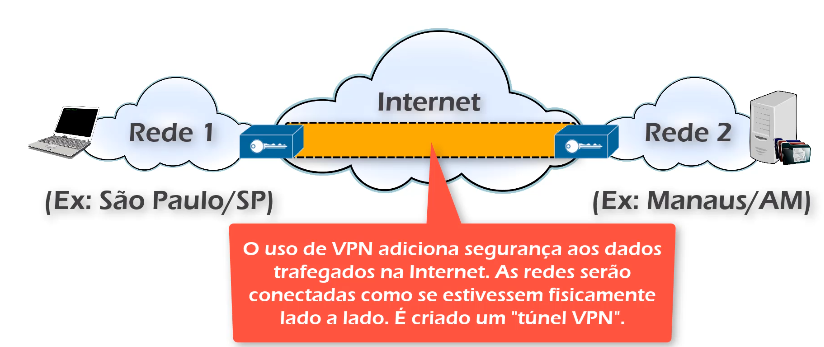 Internet
Rede 1
Rede 2
(Ex: São Paulo/SP)
(Ex: Manaus/AM)
O uso de VPN adiciona segurança aos dados
trafegados na Internet. As redes serão
conectadas como se estivessem fisicamente
lado a lado. É criado um "túnel VPN".